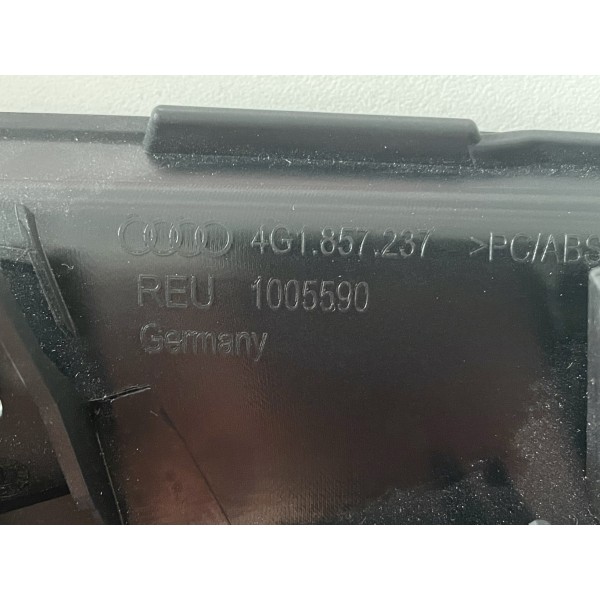 4G1.857.237 >PC/ABS
REU 1005590
Germany